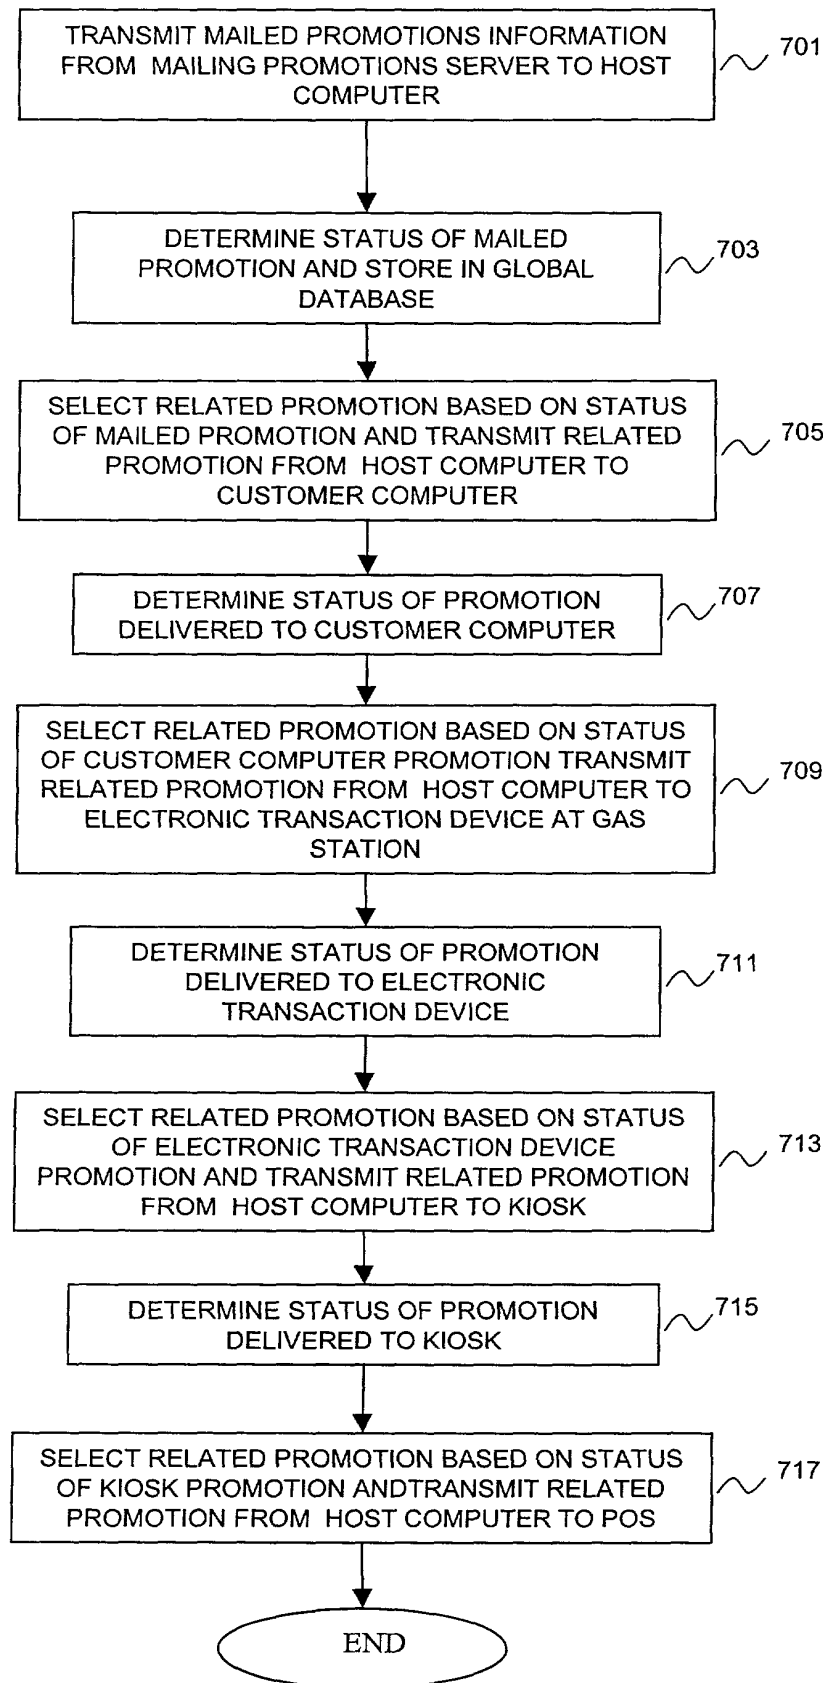 TRANSMIT MAILED PROMOTIONS INFORMATION
FROM MAILING PROMOTIONS SERVER TO HOST
COMPUTER
701
DETERMINE STATUS OF MAILED
PROMOTION AND STORE IN GLOBAL
DATABASE
703
SELECT RELATED PROMOTION BASED ON STATUS
OF MAILED PROMOTION AND TRANSMIT RELATED
PROMOTION FROM HOST COMPUTER TO
CUSTOMER COMPUTER
705
DETERMINE STATUS OF PROMOTION
DELIVERED TO CUSTOMER COMPUTER
707
SELECT RELATED PROMOTION BASED ON STATUS
OF CUSTOMER COMPUTER PROMOTION TRANSMIT
RELATED PROMOTION FROM HOST COMPUTER TO
ELECTRONIC TRANSACTION DEVICE AT GAS
STATION
709
DETERMINE STATUS OF PROMOTION
DELIVERED TO ELECTRONIC
TRANSACTION DEVICE
711
SELECT RELATED PROMOTION BASED ON STATUS
OF ELECTRONIC TRANSACTION DEVICE
PROMOTION AND TRANSMIT RELATED PROMOTION
FROM HOST COMPUTER TO KIOSK
713
DETERMINE STATUS OF PROMOTION
DELIVERED TO KIOSK
715
SELECT RELATED PROMOTION BASED ON STATUS
OF KIOSK PROMOTION ANDTRANSMIT RELATED
PROMOTION FROM HOST COMPUTER TO POS
717
END